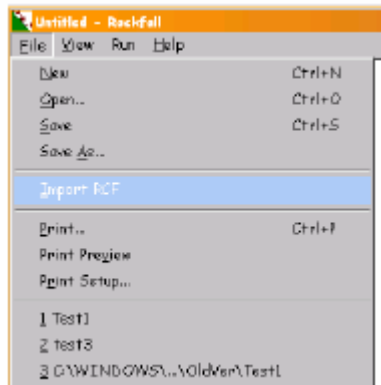 Untitled - Rockfall
File View Run Help
New Ctrl+N
Open... Ctrl+O
Save Ctrl+S
Save As...
Import RCF
Print... Ctrl+P
Print Preview
Print Setup...
1 Test1
2 test3
3 C:\WINDOWS\...\OldVer\Test1